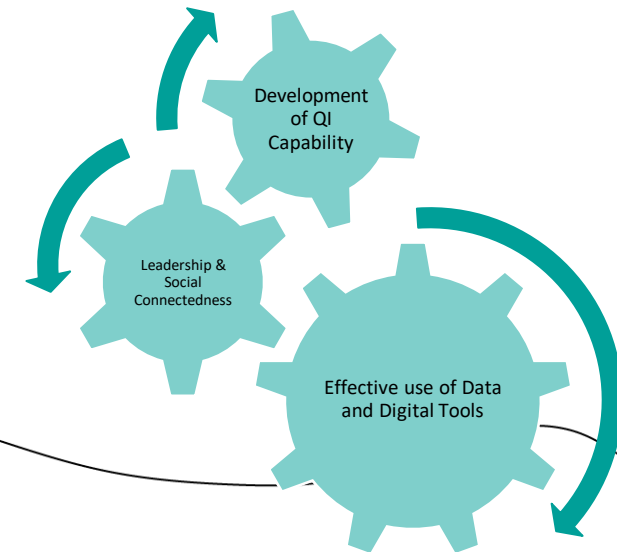 Development
of QI
Capability
Leadership &
Social
Connectedness
Effective use of Data
and Digital Tools